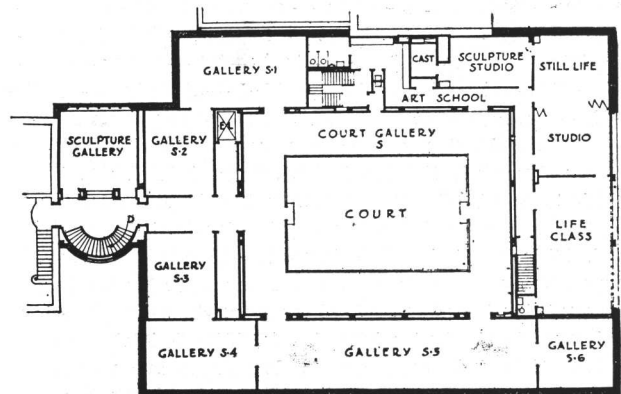 GALLERY S·1
CAST
SCULPTURE
STUDIO
STILL LIFE
ART SCHOOL
SCULPTURE
GALLERY
GALLERY
S·2
EL
COURT GALLERY
S
STUDIO
COURT
LIFE
CLASS
D
GALLERY
S·3
GALLERY S·4
GALLERY S·5
GALLERY
S·6